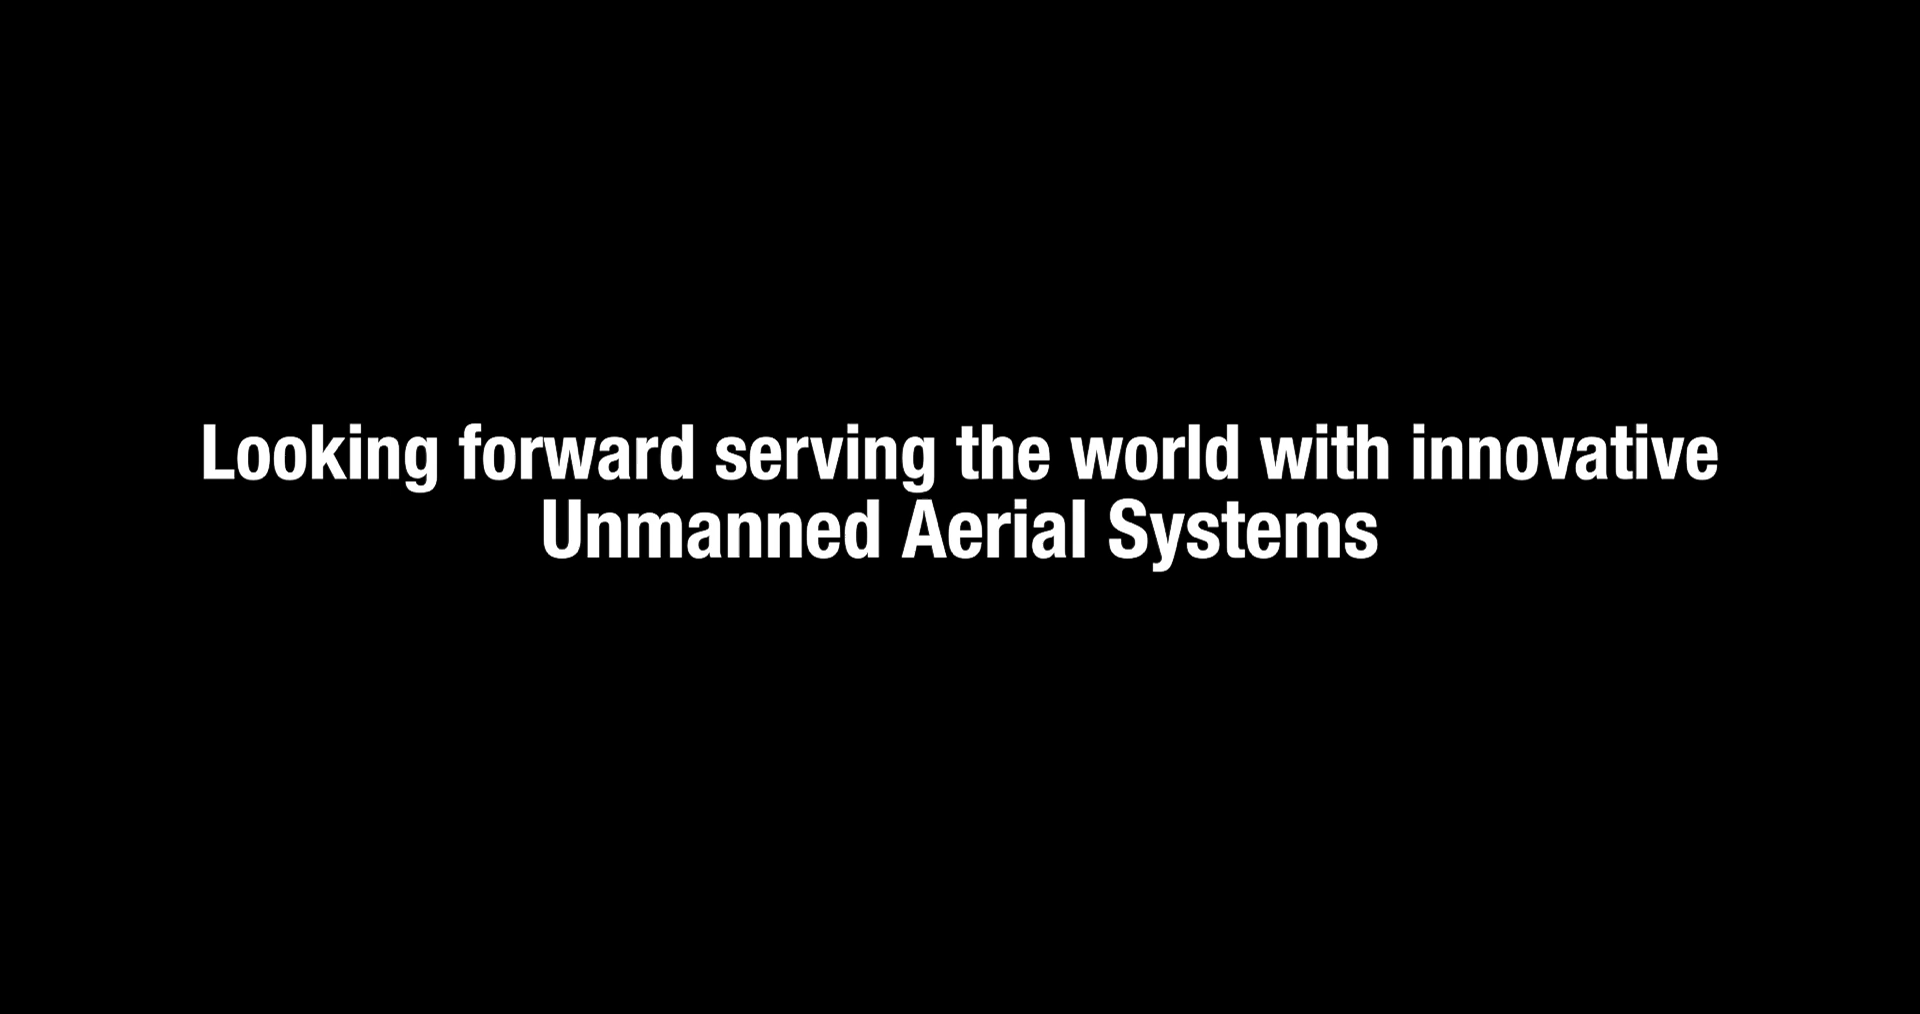 Looking forward serving the world with innovative
Unmanned Aerial Systems